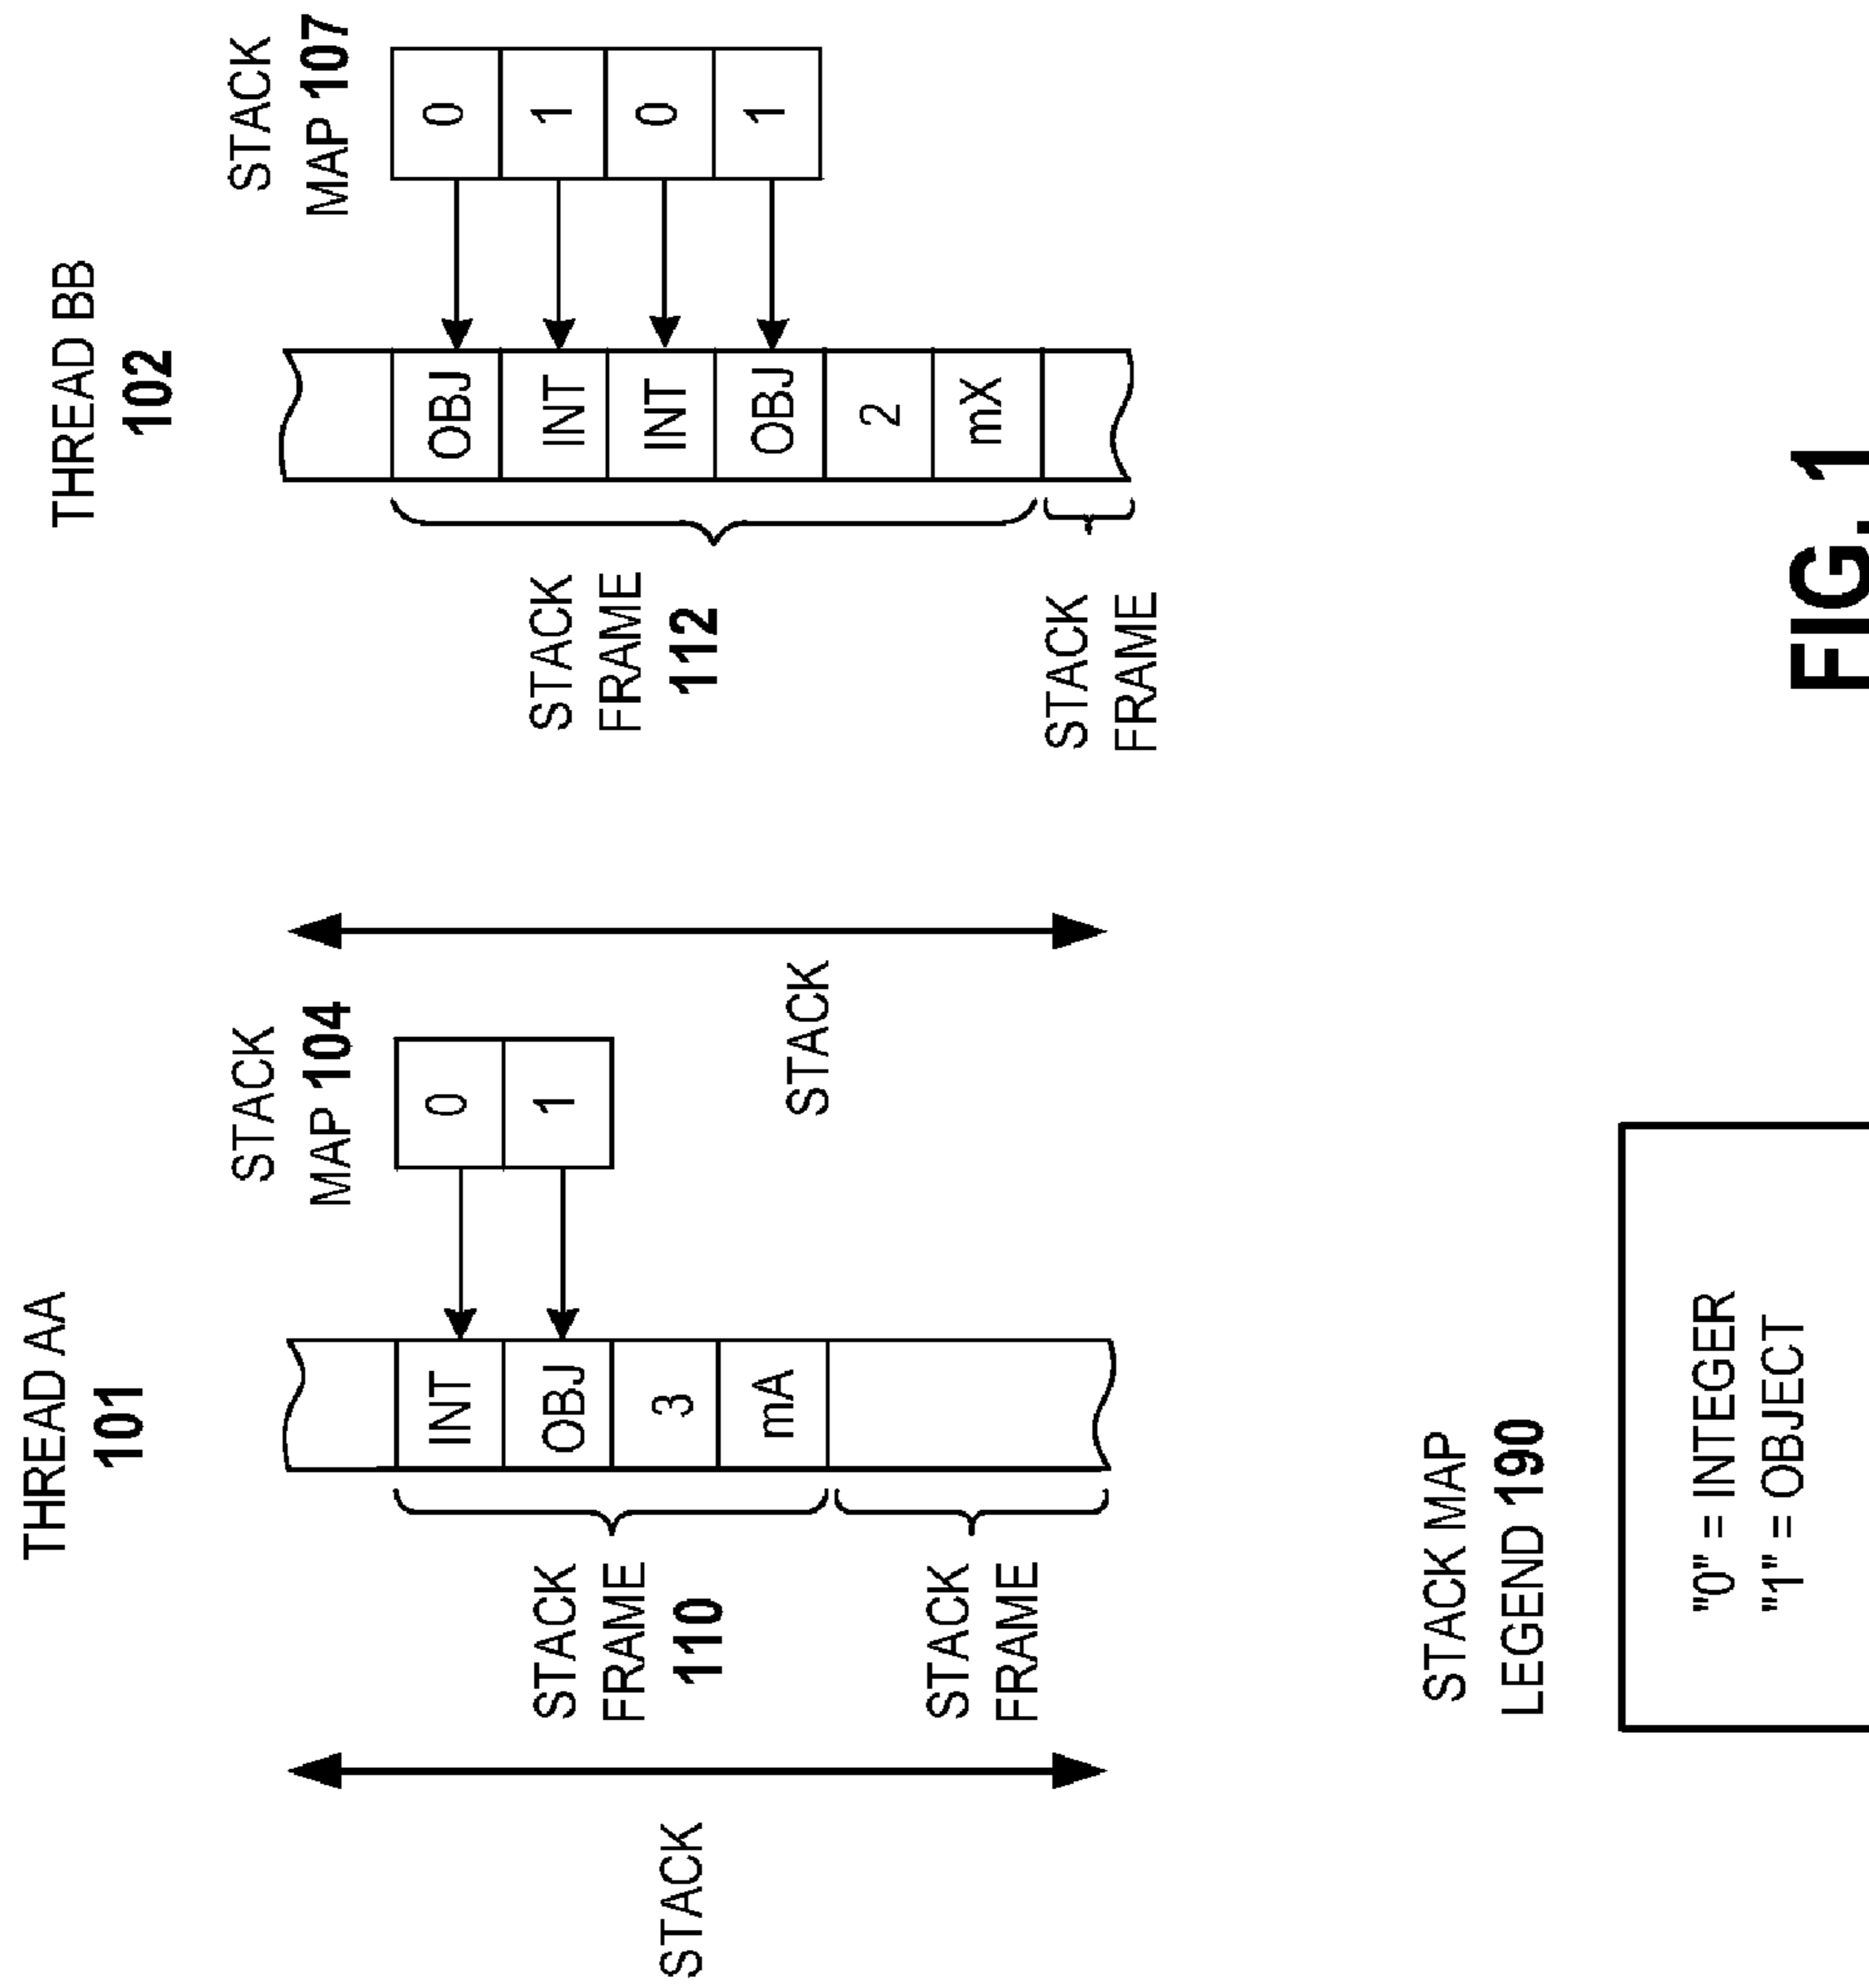 THREAD AA
101
STACK
MAP 104
0
1
INT
OBJ
3
mA
STACK
FRAME
110
STACK
FRAME
STACK
THREAD BB
102
STACK
MAP 107
0
1
0
1
OBJ
INT
INT
OBJ
2
mX
STACK
FRAME
112
STACK
FRAME
STACK
STACK MAP
LEGEND 190
"0" = INTEGER
"1" = OBJECT
FIG. 1